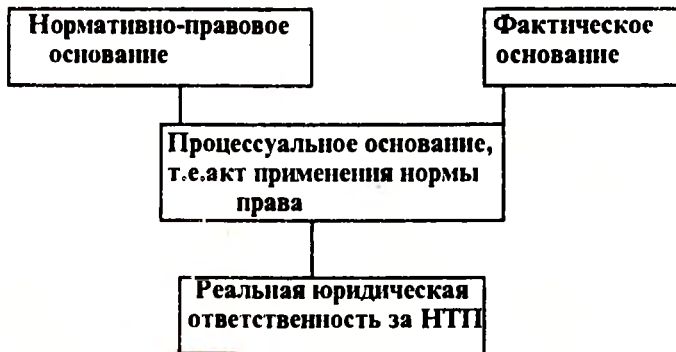 Нормативно-правовое
основание
Фактическое
основание
Процессуальное основание,
т.е.акт применения нормы
права
Реальная юридическая
ответственность за НТП